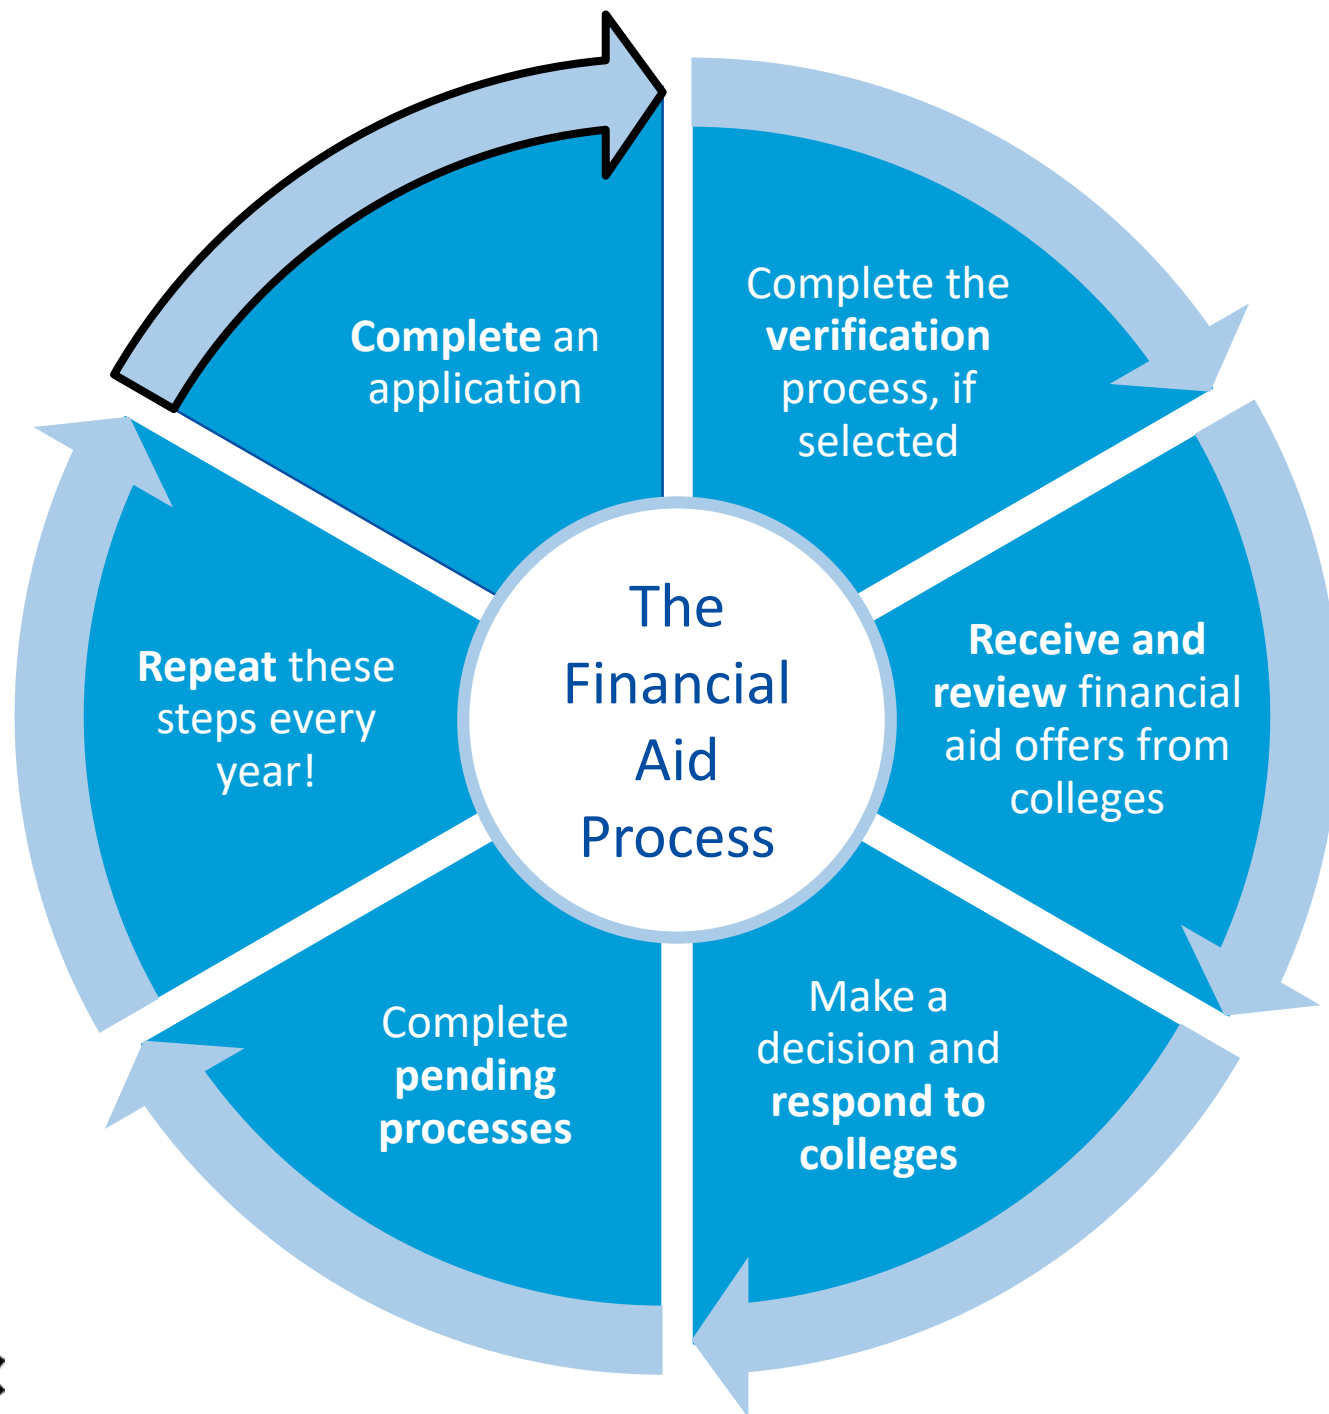 Complete an
application
Complete the
verification
process, if
selected
Receive and
review financial
aid offers from
colleges
Make a
decision and
respond to
colleges
Complete
pending
processes
Repeat these
steps every
year!
The
Financial
Aid
Process